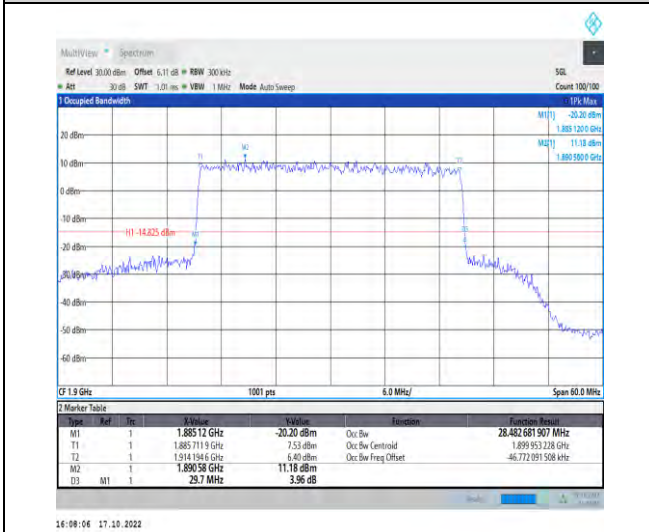 MultiView Spectrum
Ref Level 30.00 dBm Offset 6.11 dB RBW 300 kHz SGL
Att 30 dB SWT 1.01 ms VBW 1 MHz Mode Auto Sweep Count 100/100
1 Occupied Bandwidth 1Pk Max
M1[1] -20.20 dBm
1.885 120 0 GHz
M2[1] 11.18 dBm
1.890 580 0 GHz
20 dBm
T1 M2 T2
10 dBm
0 dBm
-10 dBm
H1 -14.825 dBm M1 D3
-20 dBm
-30 dBm
-40 dBm
-50 dBm
-60 dBm
CF 1.9 GHz 1001 pts 6.0 MHz/ Span 60.0 MHz
2 Marker Table
Type Ref Trc X-Value Y-Value Function Function Result
M1 1 1.885 12 GHz -20.20 dBm Occ Bw 28.482 681 907 MHz
T1 1 1.885 711 9 GHz 7.53 dBm Occ Bw Centroid 1.899 953 228 GHz
T2 1 1.914 194 6 GHz 6.40 dBm Occ Bw Freq Offset -46.772 091 508 kHz
M2 1 1.890 58 GHz 11.18 dBm
D3 M1 1 29.7 MHz 3.96 dB
16:08:06 17.10.2022